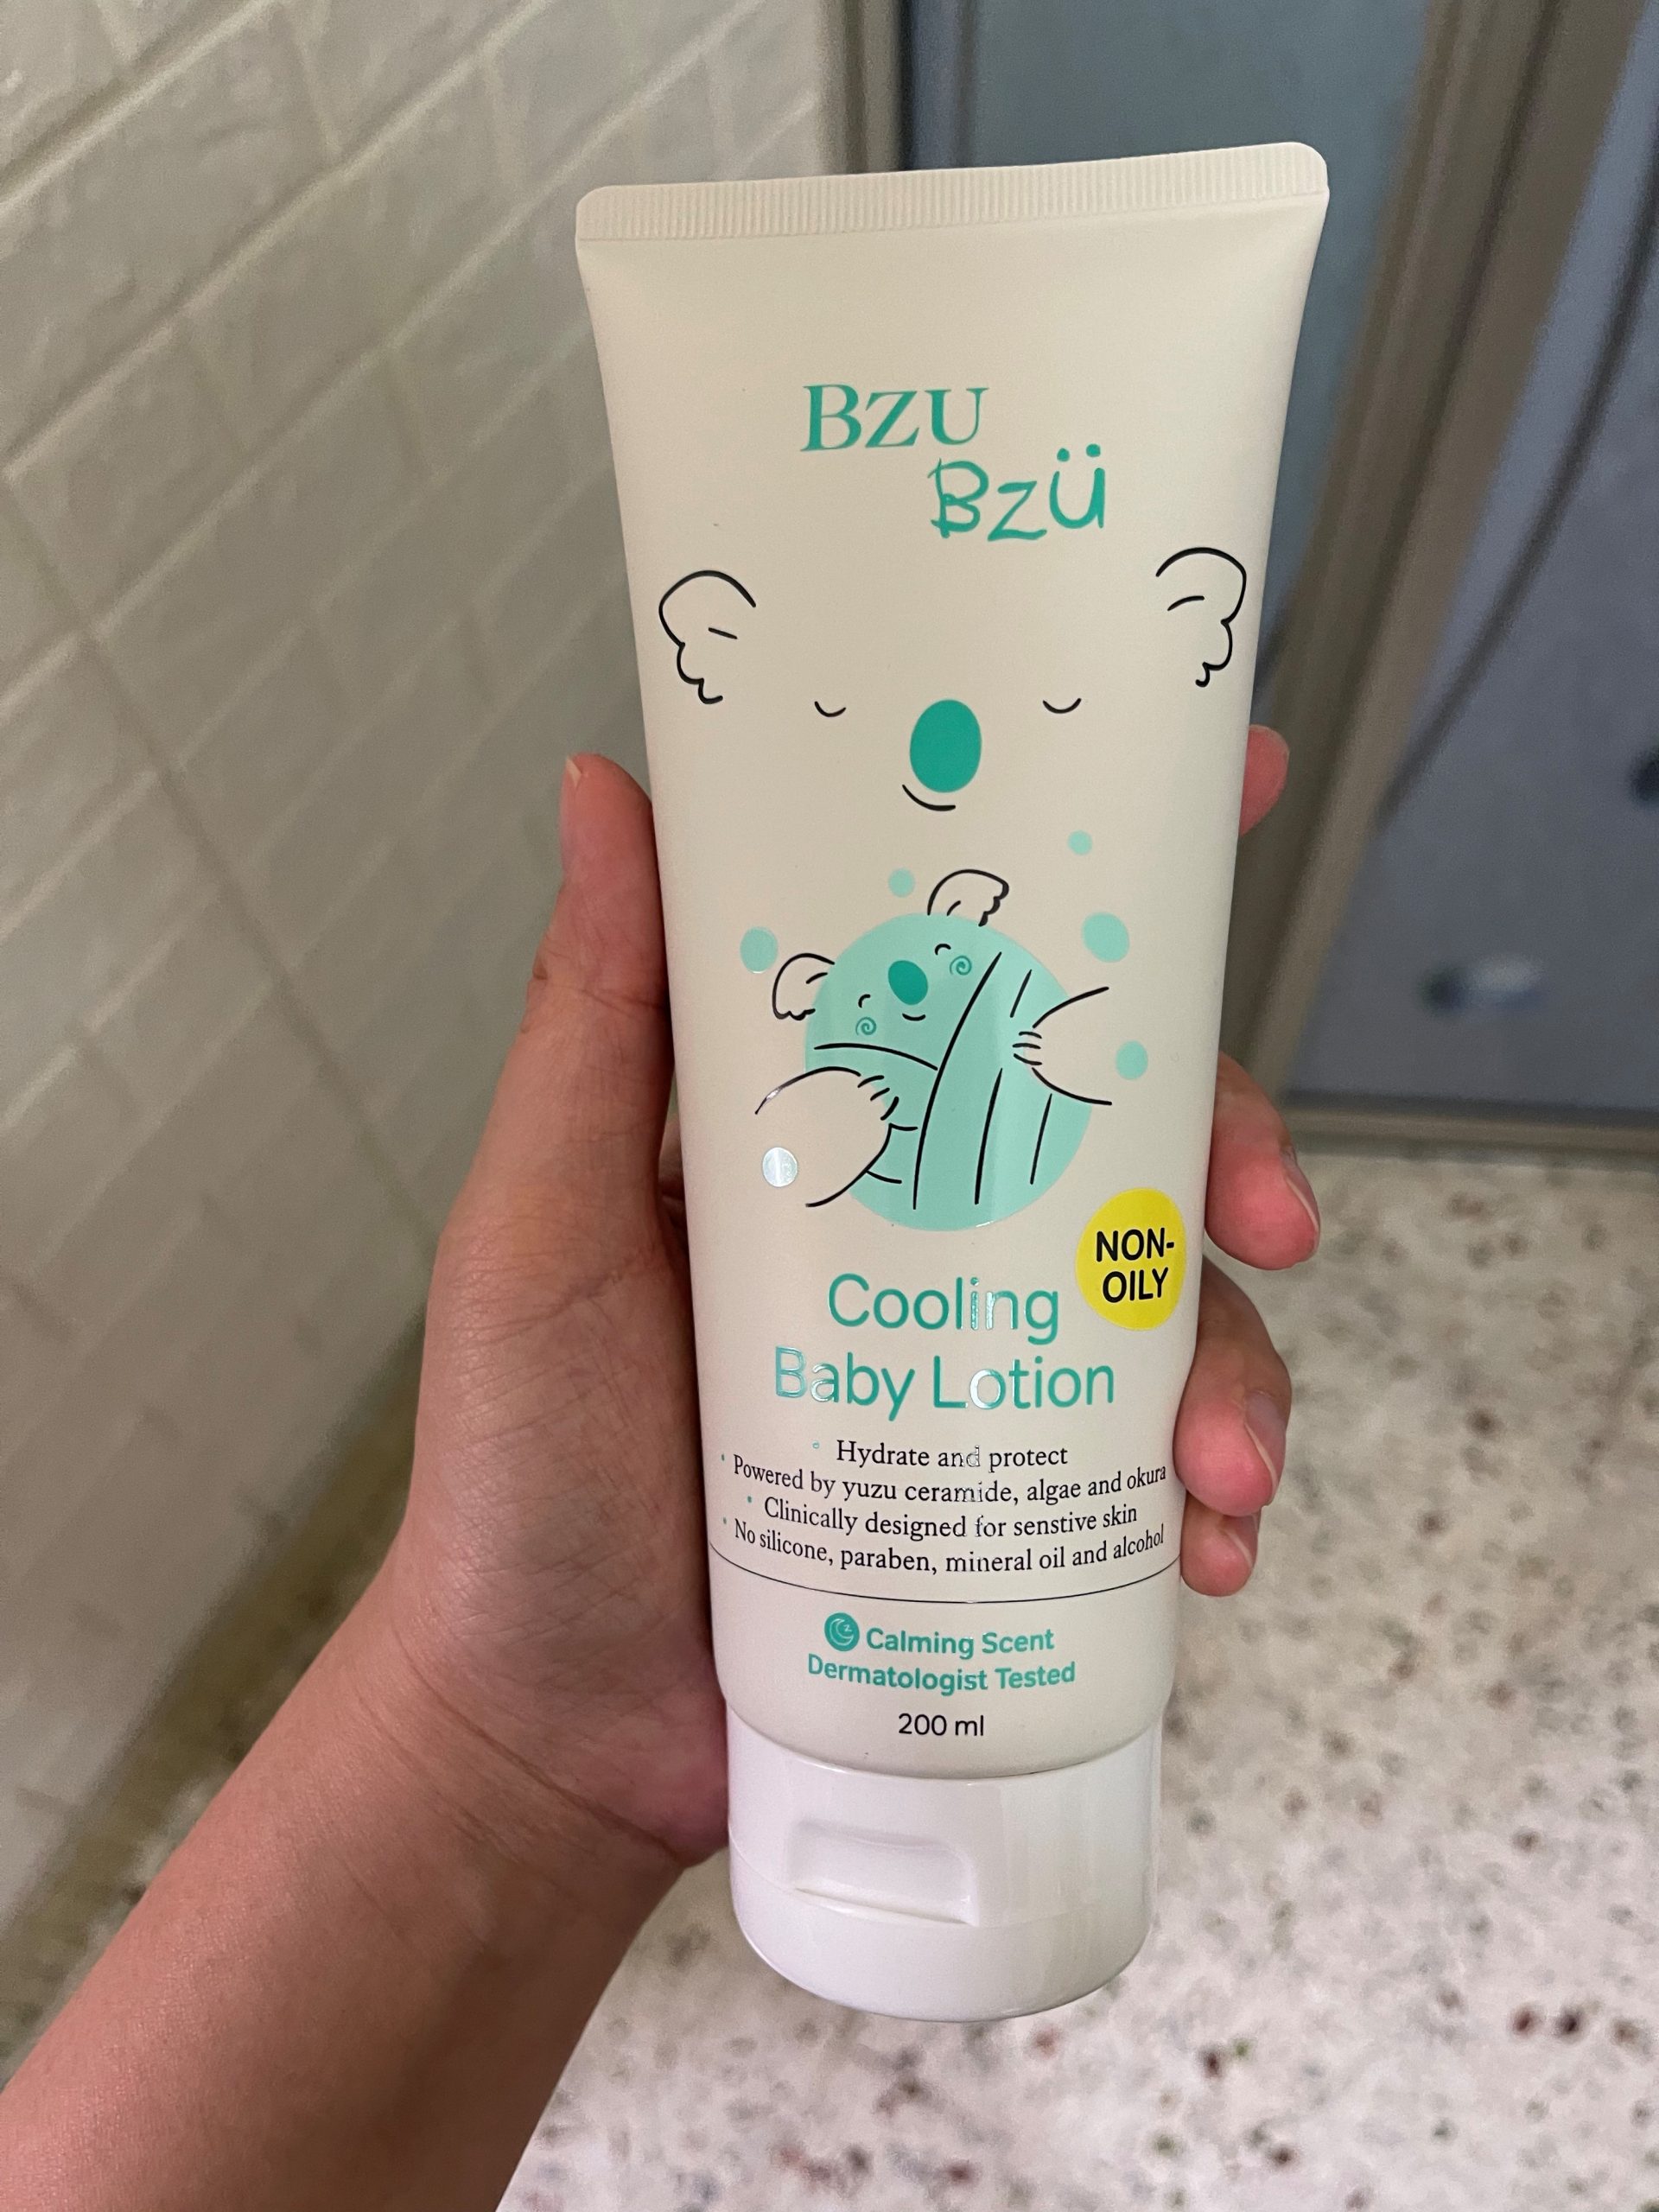 BZU
BZÜ
NON-
OILY
Cooling
Baby Lotion
Hydrate and protect
Powered by yuzu ceramide, algae and okura
Clinically designed for senstive skin
No silicone, paraben, mineral oil and alcohol
Calming Scent
Dermatologist Tested
200 ml